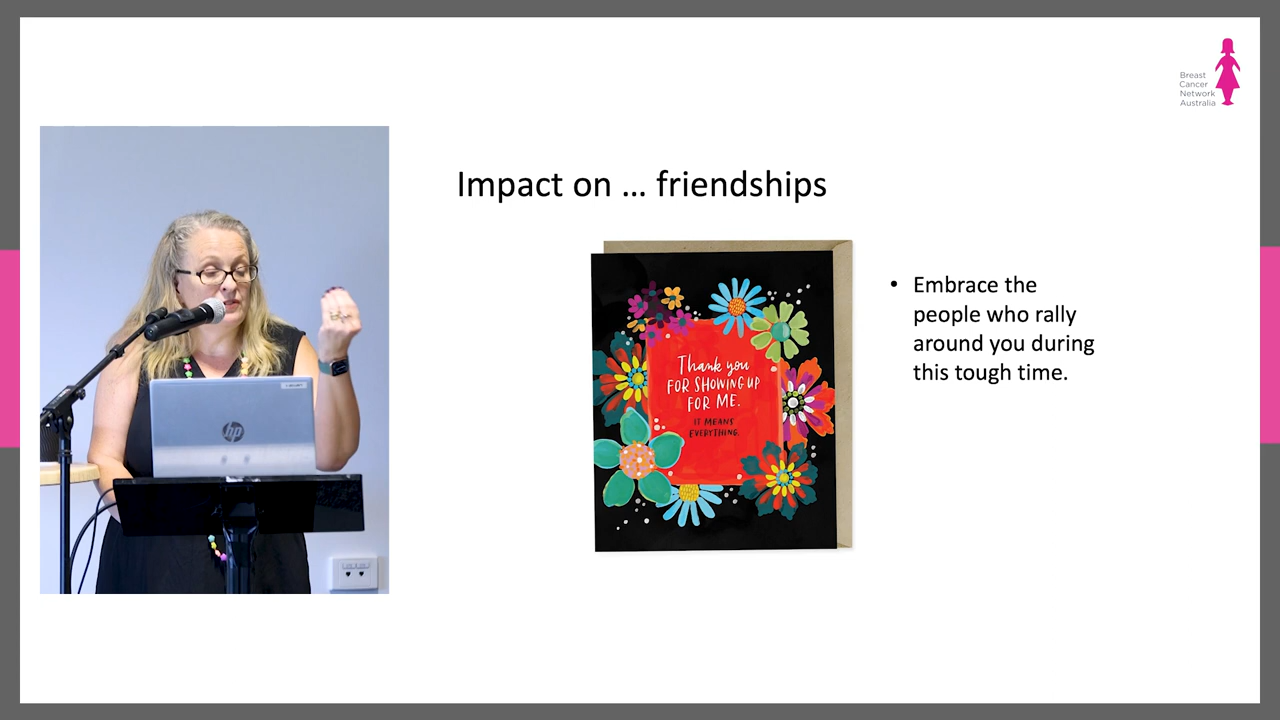 Breast
Cancer
Network
Australia
Impact on ... friendships
Thank you
FOR SHOWING UP
FOR ME.
IT MEANS
EVERYTHING.
• Embrace the
people who rally
around you during
this tough time.
hp